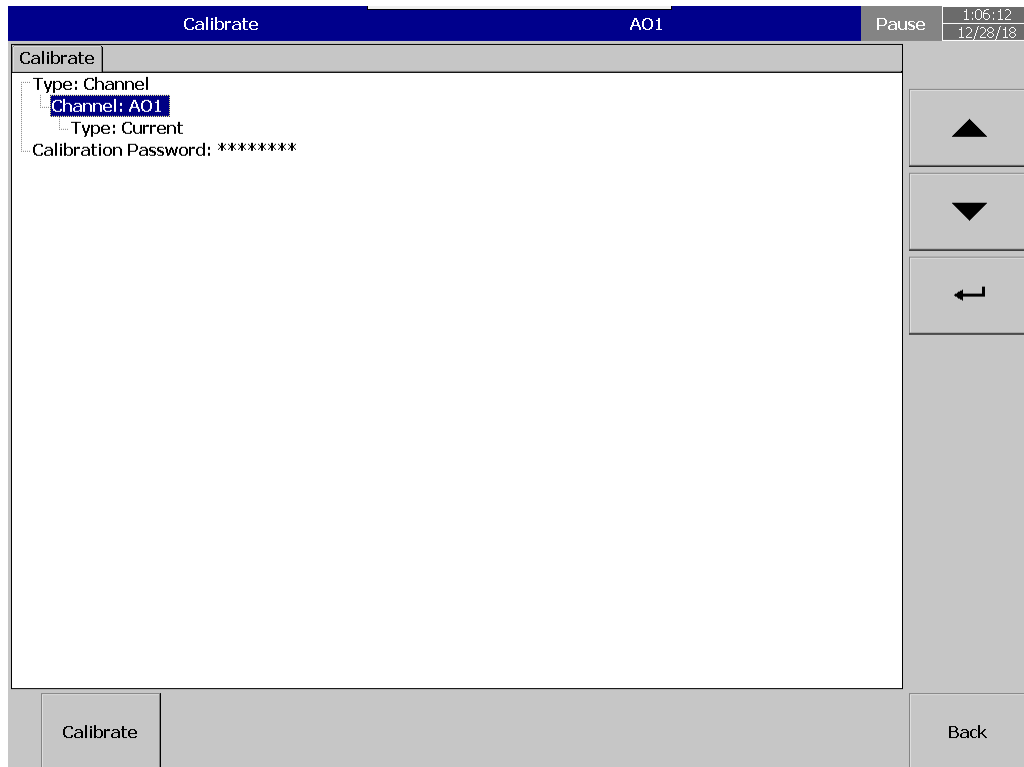 Calibrate AO1 Pause 1:06:12
12/28/18
Calibrate
Type: Channel
Channel: AO1
Type: Current
Calibration Password: ********
Calibrate Back